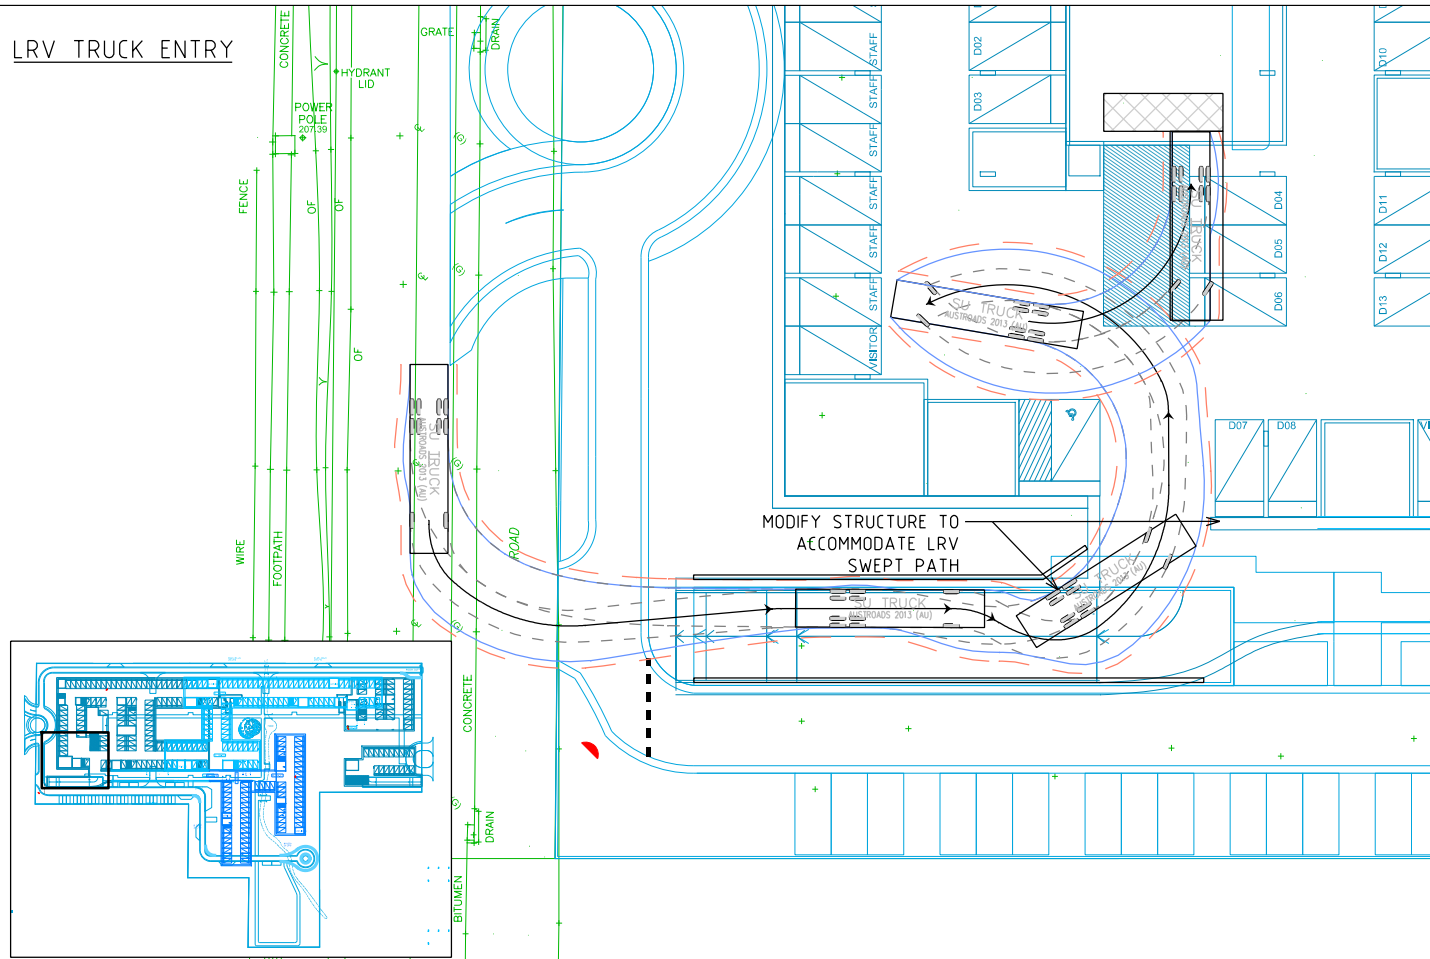 LRV TRUCK ENTRY
CONCRETE
GRATE
DRAIN
HYDRANT
LID
POWER
POLE
207.39
FENCE
OF
OF
OF
(G)
(G)
(G)
(G)
(G)
WIRE
FOOTPATH
ROAD
CONCRETE
DRAIN
BITUMEN
STAFF
STAFF
STAFF
STAFF
STAFF
STAFF
VISITOR
D02
D03
D10
D04
D05
D06
D11
D12
D13
D07
D08
SU TRUCK
AUSTROADS 2013 (AU)
SU TRUCK
AUSTROADS 2013 (AU)
SU TRUCK
SU TRUCK
AUSTROADS 2013 (AU)
SU TRUCK
AUSTROADS 2013 (AU)
MODIFY STRUCTURE TO
ACCOMMODATE LRV
SWEPT PATH